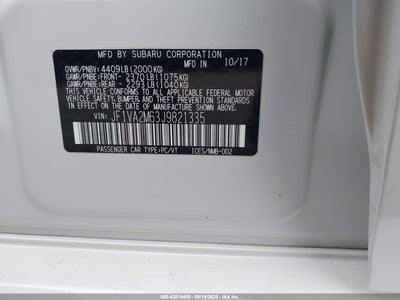 MFD. BY SUBARU CORPORATION 10/17
GVWR/PNBV: 4409LB (2000KG)
GAWR/PNBE:FRONT- 2370LB (1075KG)
GAWR/PNBE:REAR - 2293LB (1040KG)
THIS VEHICLE CONFORMS TO ALL APPLICABLE FEDERAL MOTOR
VEHICLE SAFETY, BUMPER, AND THEFT PREVENTION STANDARDS
IN EFFECT ON THE DATE OF MANUFACTURE SHOWN ABOVE.
VIN: JF1VA2M63J9821335
PASSENGER CAR TYPE:PC/VT ICES/NMB-002